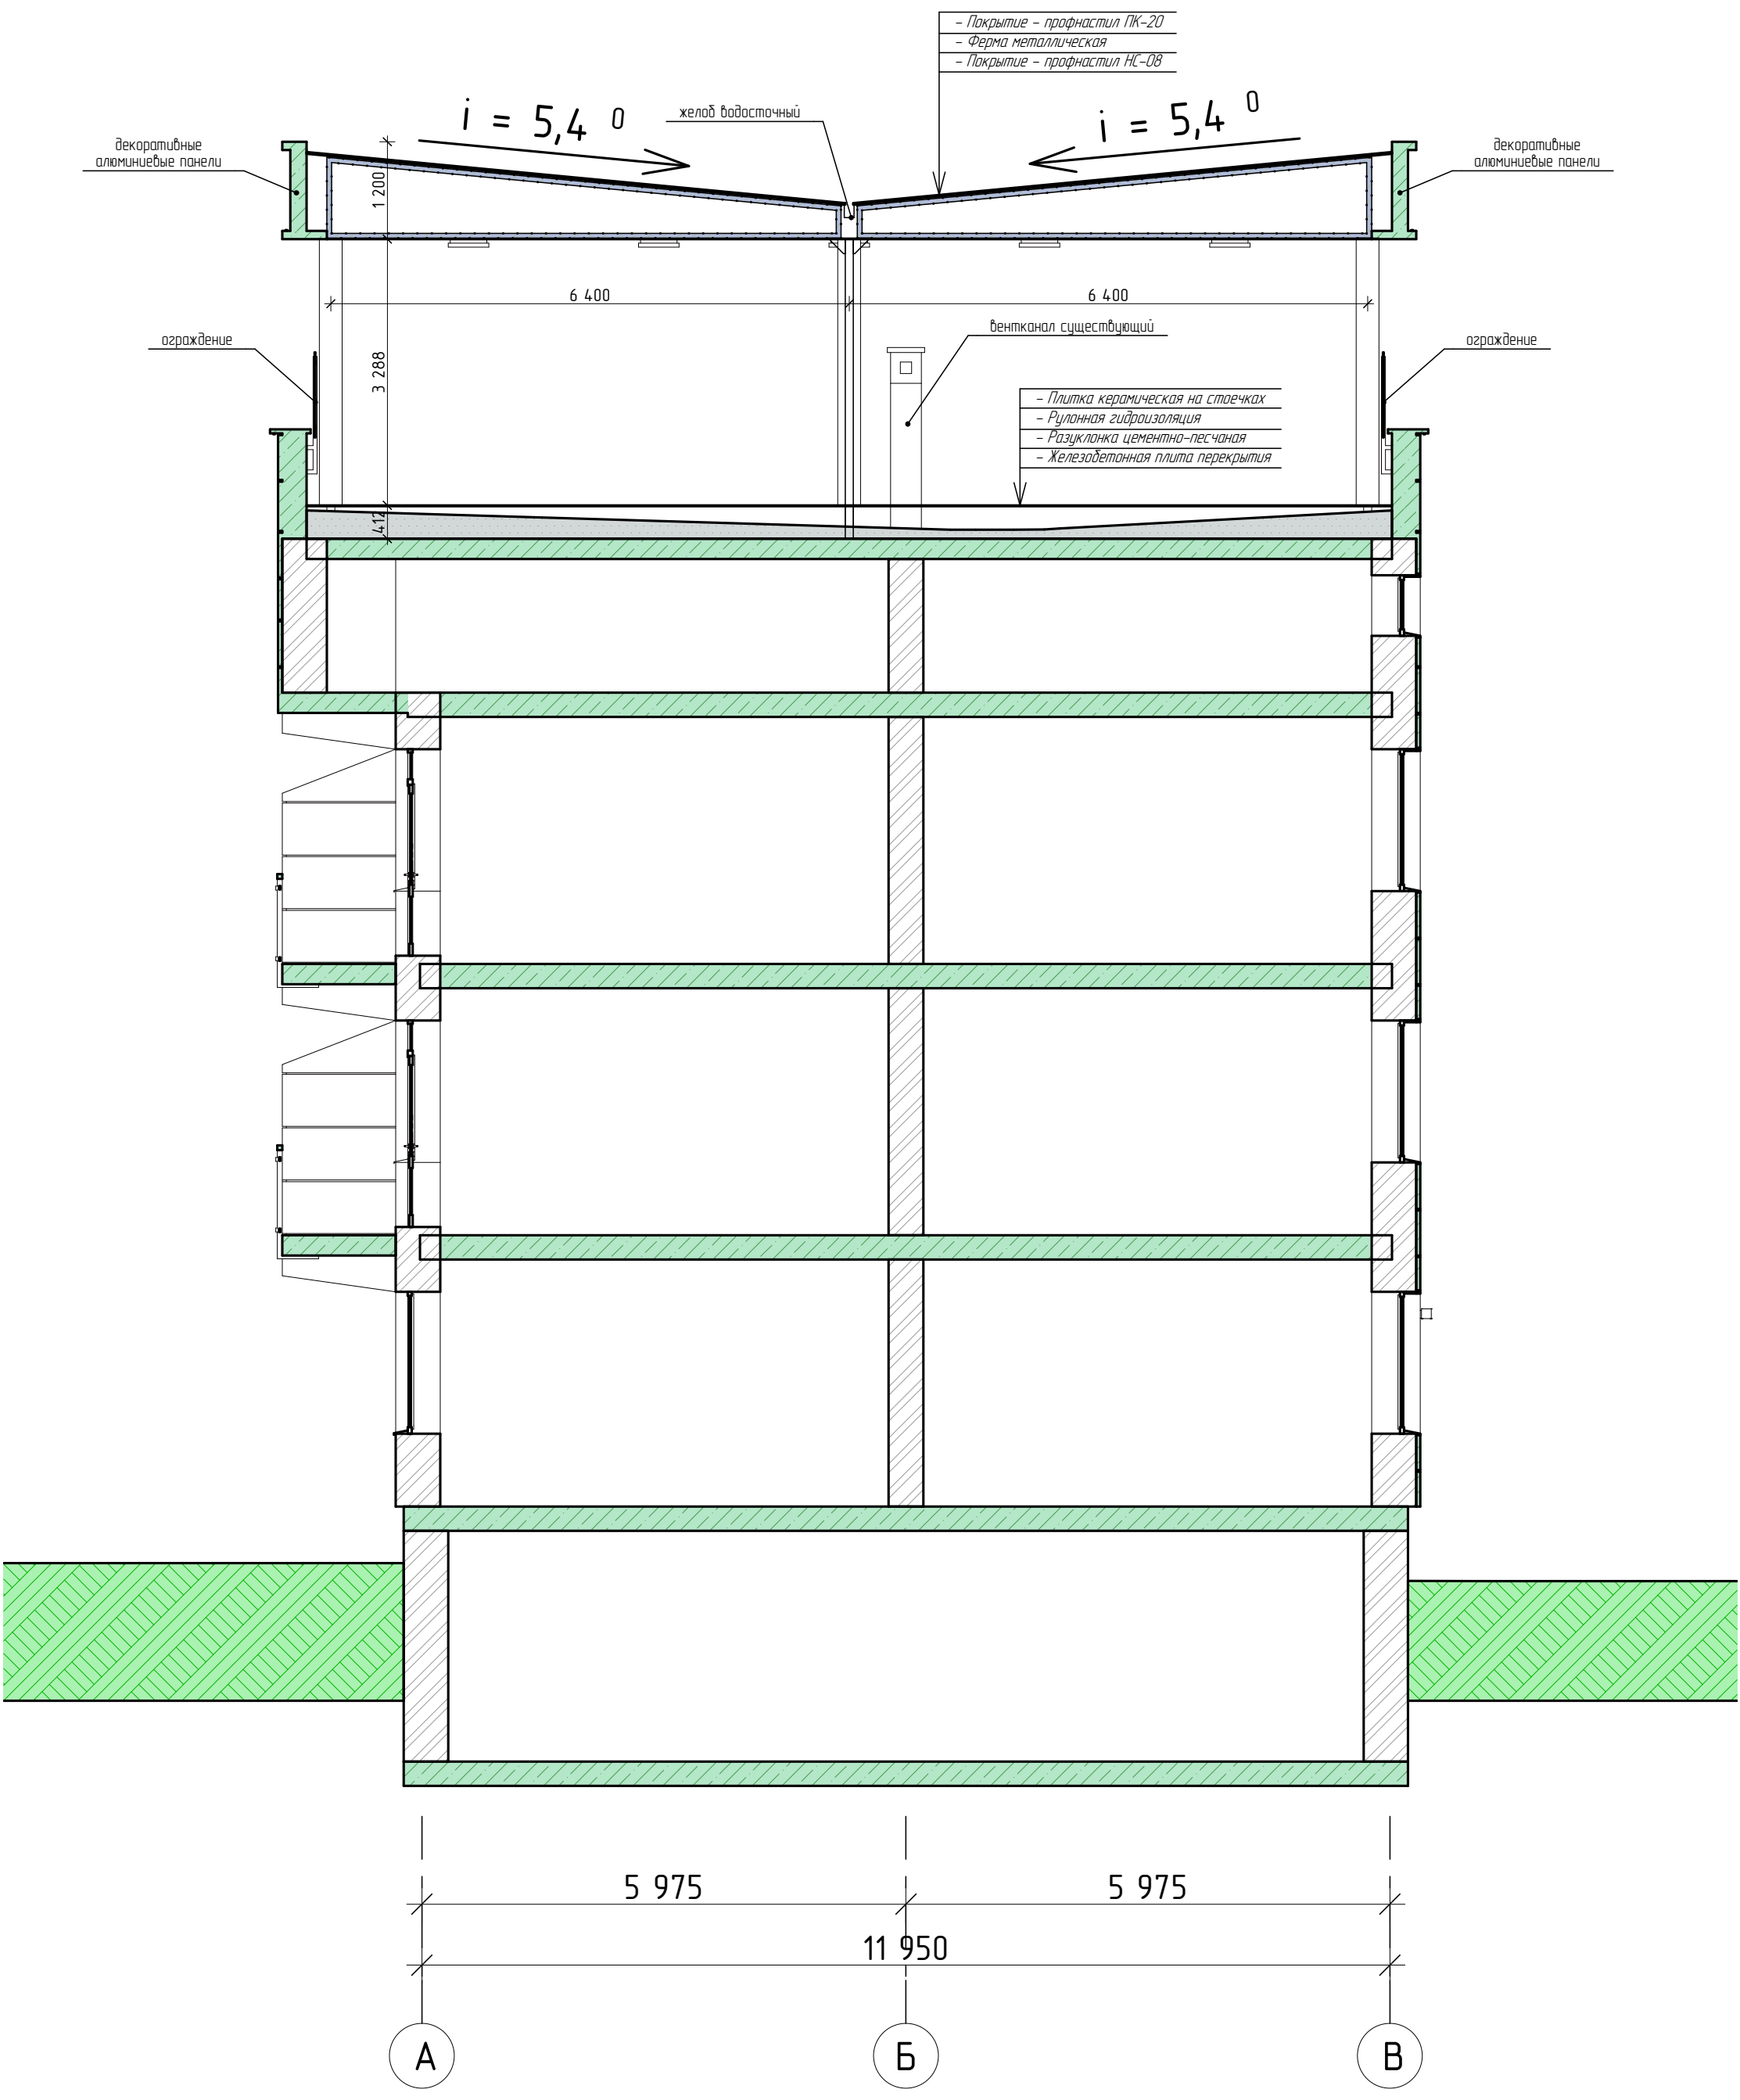 – Покрытие – профнастил ПК-20
– Ферма металлическая
– Покрытие – профнастил НС-08
i = 5,4 0
желоб водосточный
i = 5,4 0
декоративные
алюминиевые панели
декоративные
алюминиевые панели
1 200
6 400
6 400
вентканал существующий
ограждение
ограждение
3 288
– Плитка керамическая на стоечках
– Рулонная гидроизоляция
– Разуклонка цементно-песчаная
– Железобетонная плита перекрытия
412
5 975
5 975
11 950
А
Б
В